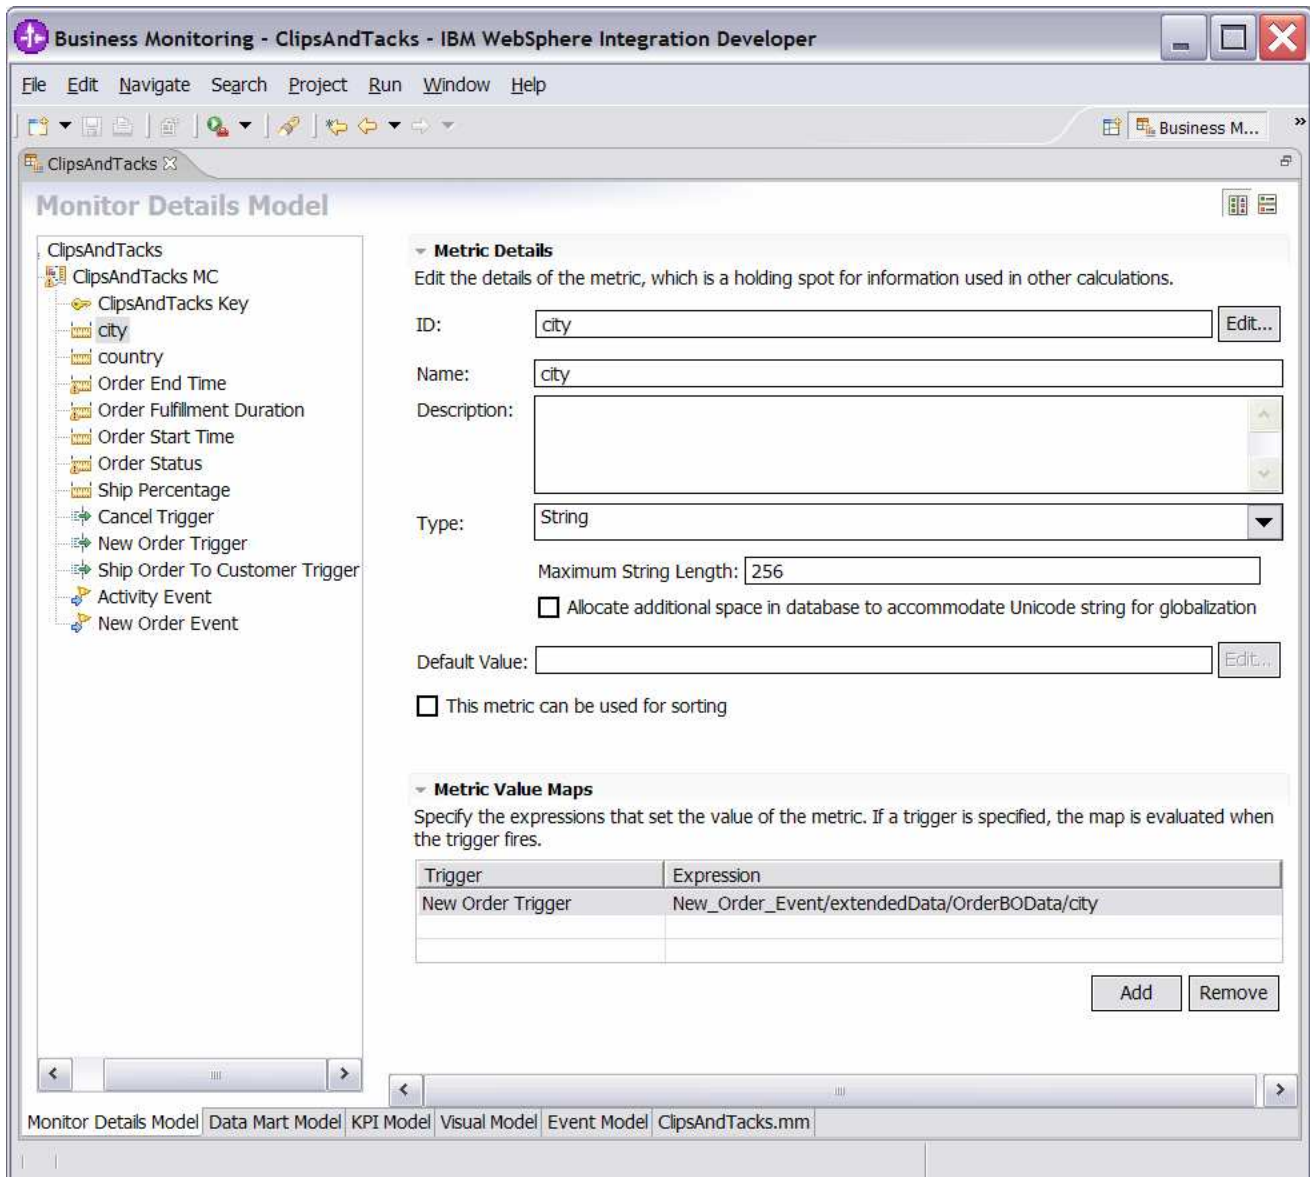 Business Monitoring - ClipsAndTacks - IBM WebSphere Integration Developer
File Edit Navigate Search Project Run Window Help
Business M... »
ClipsAndTacks
Monitor Details Model
ClipsAndTacks
ClipsAndTacks MC
ClipsAndTacks Key
city
country
Order End Time
Order Fulfillment Duration
Order Start Time
Order Status
Ship Percentage
Cancel Trigger
New Order Trigger
Ship Order To Customer Trigger
Activity Event
New Order Event
Metric Details
Edit the details of the metric, which is a holding spot for information used in other calculations.
ID: city Edit...
Name: city
Description:
Type: String
Maximum String Length: 256
Allocate additional space in database to accommodate Unicode string for globalization
Default Value: Edit...
This metric can be used for sorting
Metric Value Maps
Specify the expressions that set the value of the metric. If a trigger is specified, the map is evaluated when
the trigger fires.
Trigger Expression
New Order Trigger New_Order_Event/extendedData/OrderBOData/city
Add Remove
Monitor Details Model Data Mart Model KPI Model Visual Model Event Model ClipsAndTacks.mm